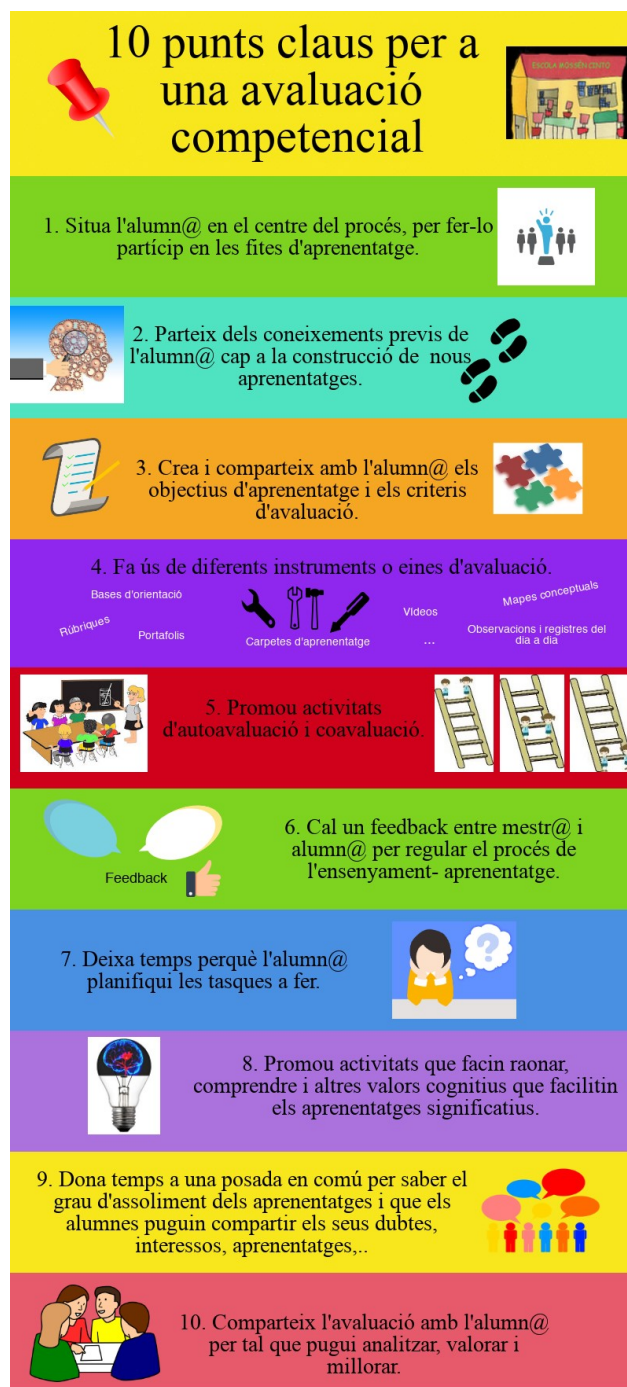 10 punts claus per a
una avaluació
competencial
ESCOLA MOSSÈN CINTO
1. Situa l'alumn@ en el centre del procés, per fer-lo
partícip en les fites d'aprenentatge.
2. Parteix dels coneixements previs de
l'alumn@ cap a la construcció de nous
aprenentatges.
3. Crea i comparteix amb l'alumn@ els
objectius d'aprenentatge i els criteris
d'avaluació.
4. Fa ús de diferents instruments o eines d'avaluació.
Bases d'orientació
Mapes conceptuals
Vídeos
Rúbriques
Portafolis
Carpetes d'aprenentatge
...
Observacions i registres del
dia a dia
5. Promou activitats
d'autoavaluació i coavaluació.
6. Cal un feedback entre mestr@ i
alumn@ per regular el procés de
l'ensenyament- aprenentatge.
Feedback
7. Deixa temps perquè l'alumn@
planifiqui les tasques a fer.
?
8. Promou activitats que facin raonar,
comprendre i altres valors cognitius que facilitin
els aprenentatges significatius.
9. Dona temps a una posada en comú per saber el
grau d'assoliment dels aprenentatges i que els
alumnes puguin compartir els seus dubtes,
interessos, aprenentatges,..
10. Comparteix l'avaluació amb l'alumn@
per tal que pugui analitzar, valorar i
millorar.